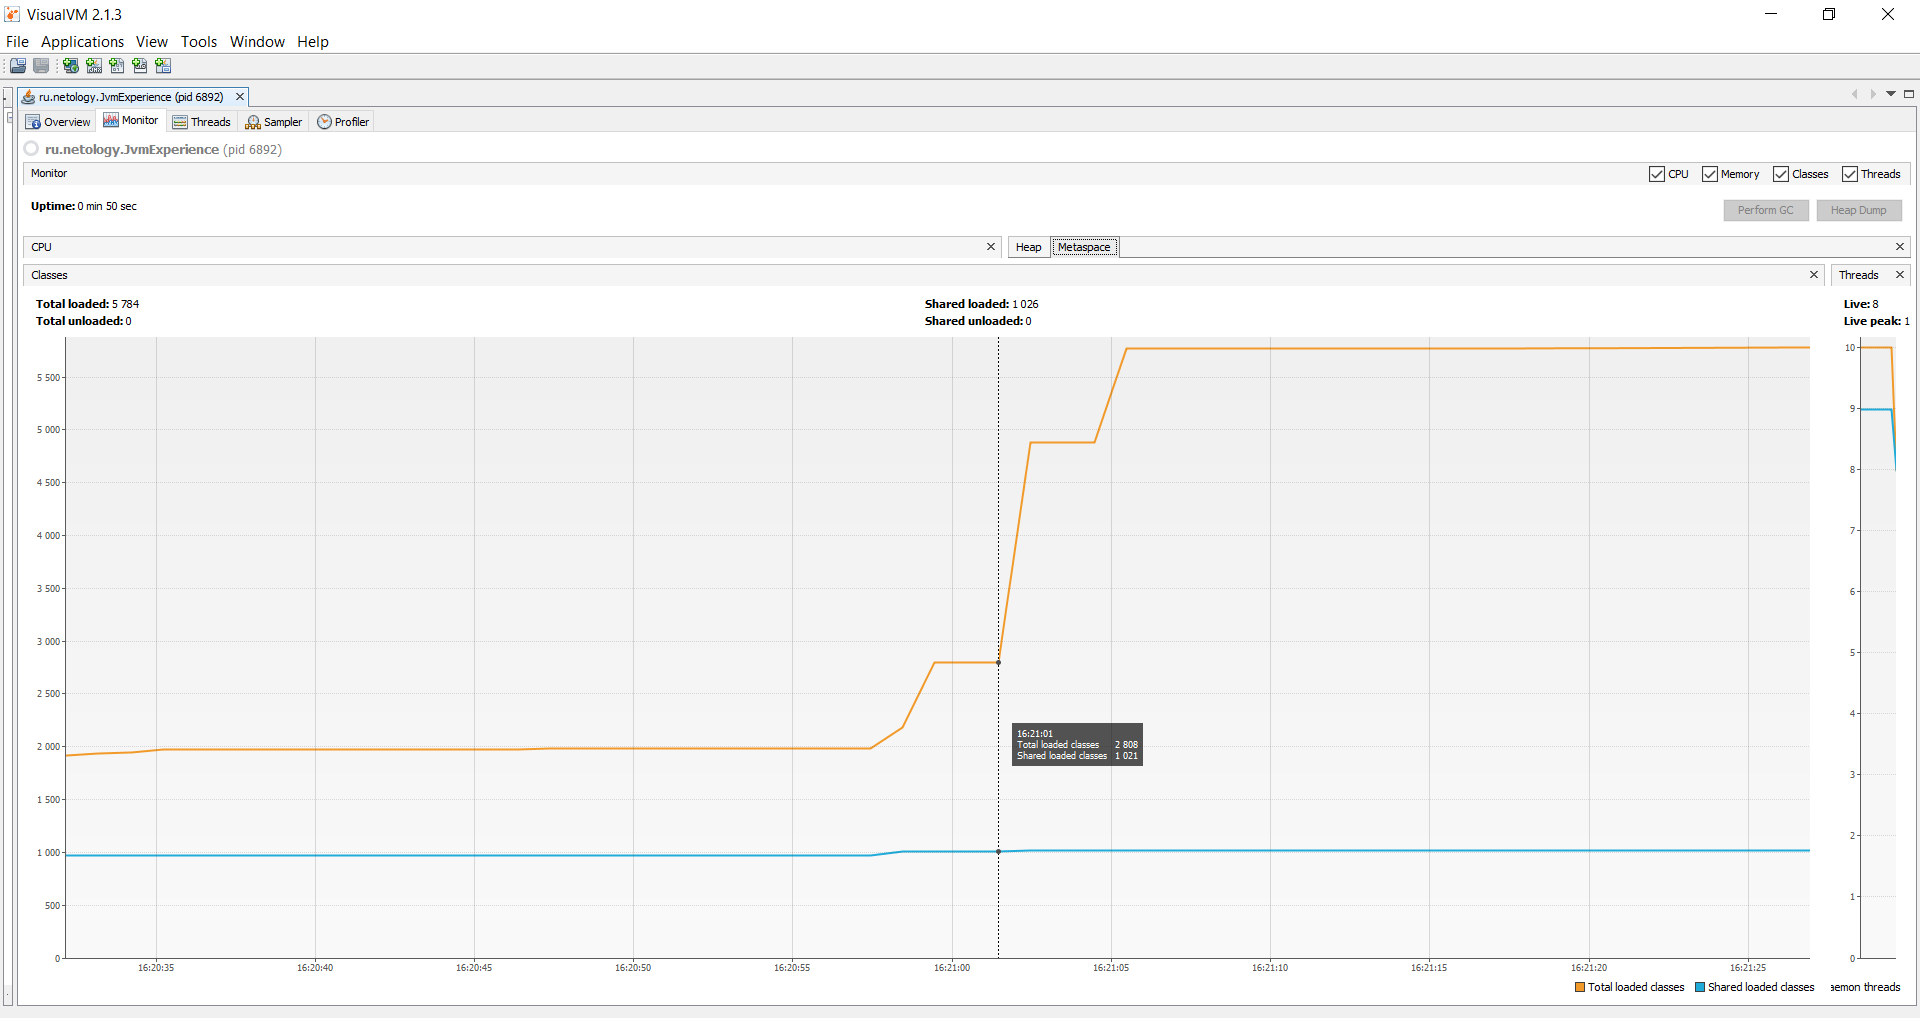 VisualVM 2.1.3
File Applications View Tools Window Help
ru.netology.JvmExperience (pid 6892)
Overview Monitor Threads Sampler Profiler
ru.netology.JvmExperience (pid 6892)
Monitor CPU Memory Classes Threads
Uptime: 0 min 50 sec Perform GC Heap Dump
CPU Heap Metaspace
Classes Threads
Total loaded: 5 784 Shared loaded: 1 026 Live: 8
Total unloaded: 0 Shared unloaded: 0 Live peak: 1
5 500
5 000
4 500
4 000
3 500
3 000
2 500
2 000
1 500
1 000
500
0
16:21:01
Total loaded classes 2 808
Shared loaded classes 1 021
10
9
8
7
6
5
4
3
2
1
0
16:20:35 16:20:40 16:20:45 16:20:50 16:20:55 16:21:00 16:21:05 16:21:10 16:21:15 16:21:20 16:21:25
Total loaded classes Shared loaded classes aemon threads